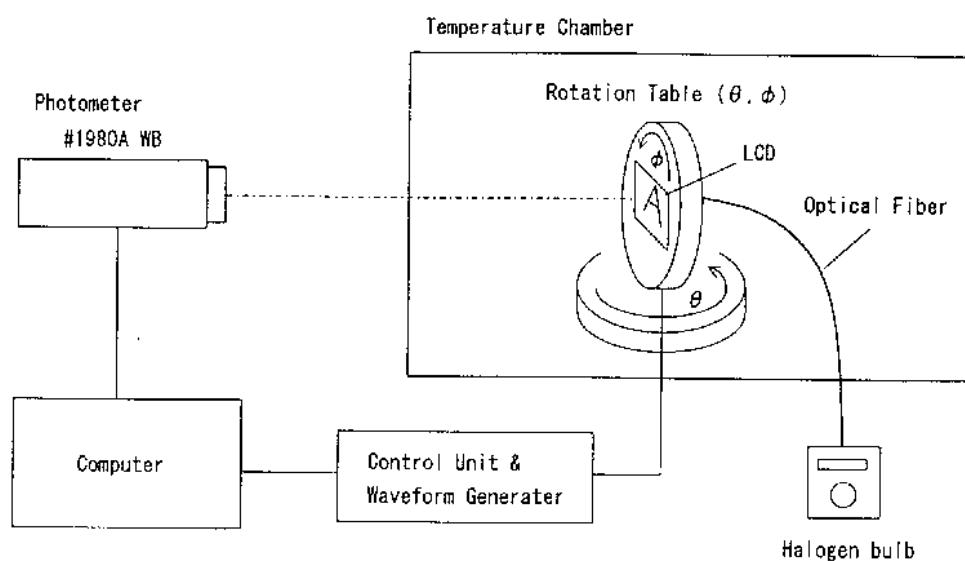 Temperature Chamber
Photometer
#1980A WB
Rotation Table (θ, φ)
φ
LCD
A
Optical Fiber
θ
Computer
Control Unit &
Waveform Generater
Halogen bulb